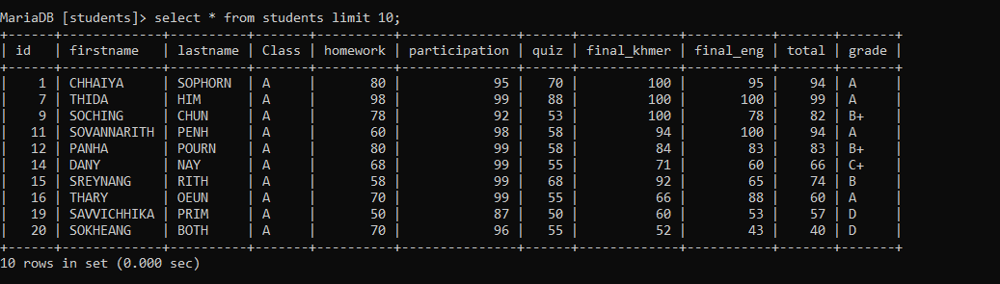 MariaDB [students]> select * from students limit 10;
+------+-------------+----------+-------+----------+---------------+------+-------------+-----------+-------+-------+
| id   | firstname   | lastname | Class | homework | participation | quiz | final_khmer | final_eng | total | grade |
+------+-------------+----------+-------+----------+---------------+------+-------------+-----------+-------+-------+
|    1 | CHHAIYA     | SOPHORN  | A     |       80 |            95 |   70 |         100 |        95 |    94 | A     |
|    7 | THIDA       | HIM      | A     |       98 |            99 |   88 |         100 |       100 |    99 | A     |
|    9 | SOCHING     | CHUN     | A     |       78 |            92 |   53 |         100 |        78 |    82 | B+    |
|   11 | SOVANNARITH | PENH     | A     |       60 |            98 |   58 |          94 |       100 |    94 | A     |
|   12 | PANHA       | POURN    | A     |       80 |            99 |   58 |          84 |        83 |    83 | B+    |
|   14 | DANY        | NAY      | A     |       68 |            99 |   55 |          71 |        60 |    66 | C+    |
|   15 | SREYNANG    | RITH     | A     |       58 |            99 |   68 |          92 |        65 |    74 | B     |
|   16 | THARY       | OEUN     | A     |       70 |            99 |   55 |          66 |        88 |    60 | A     |
|   19 | SAVVICHHIKA | PRIM     | A     |       50 |            87 |   50 |          60 |        53 |    57 | D     |
|   20 | SOKHEANG    | BOTH     | A     |       70 |            96 |   55 |          52 |        43 |    40 | D     |
+------+-------------+----------+-------+----------+---------------+------+-------------+-----------+-------+-------+
10 rows in set (0.000 sec)